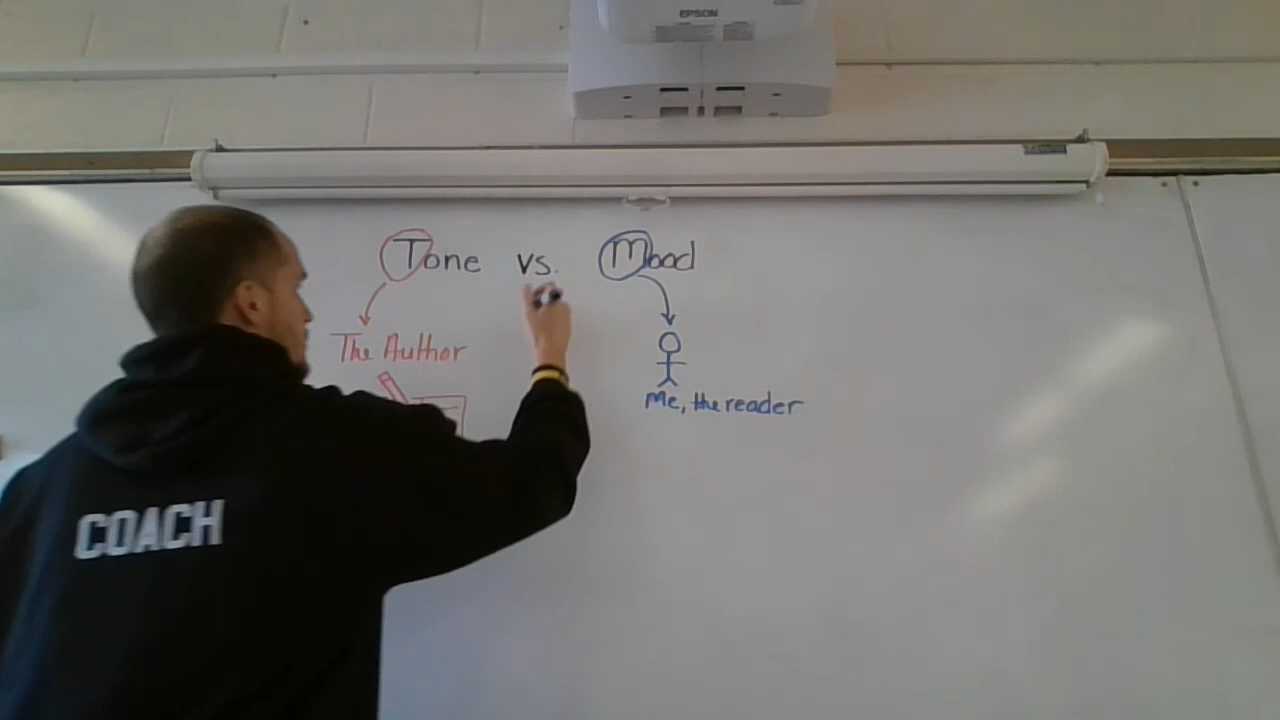 EPSON
Tone vs. Mood
The Author
Me, the reader
COACH